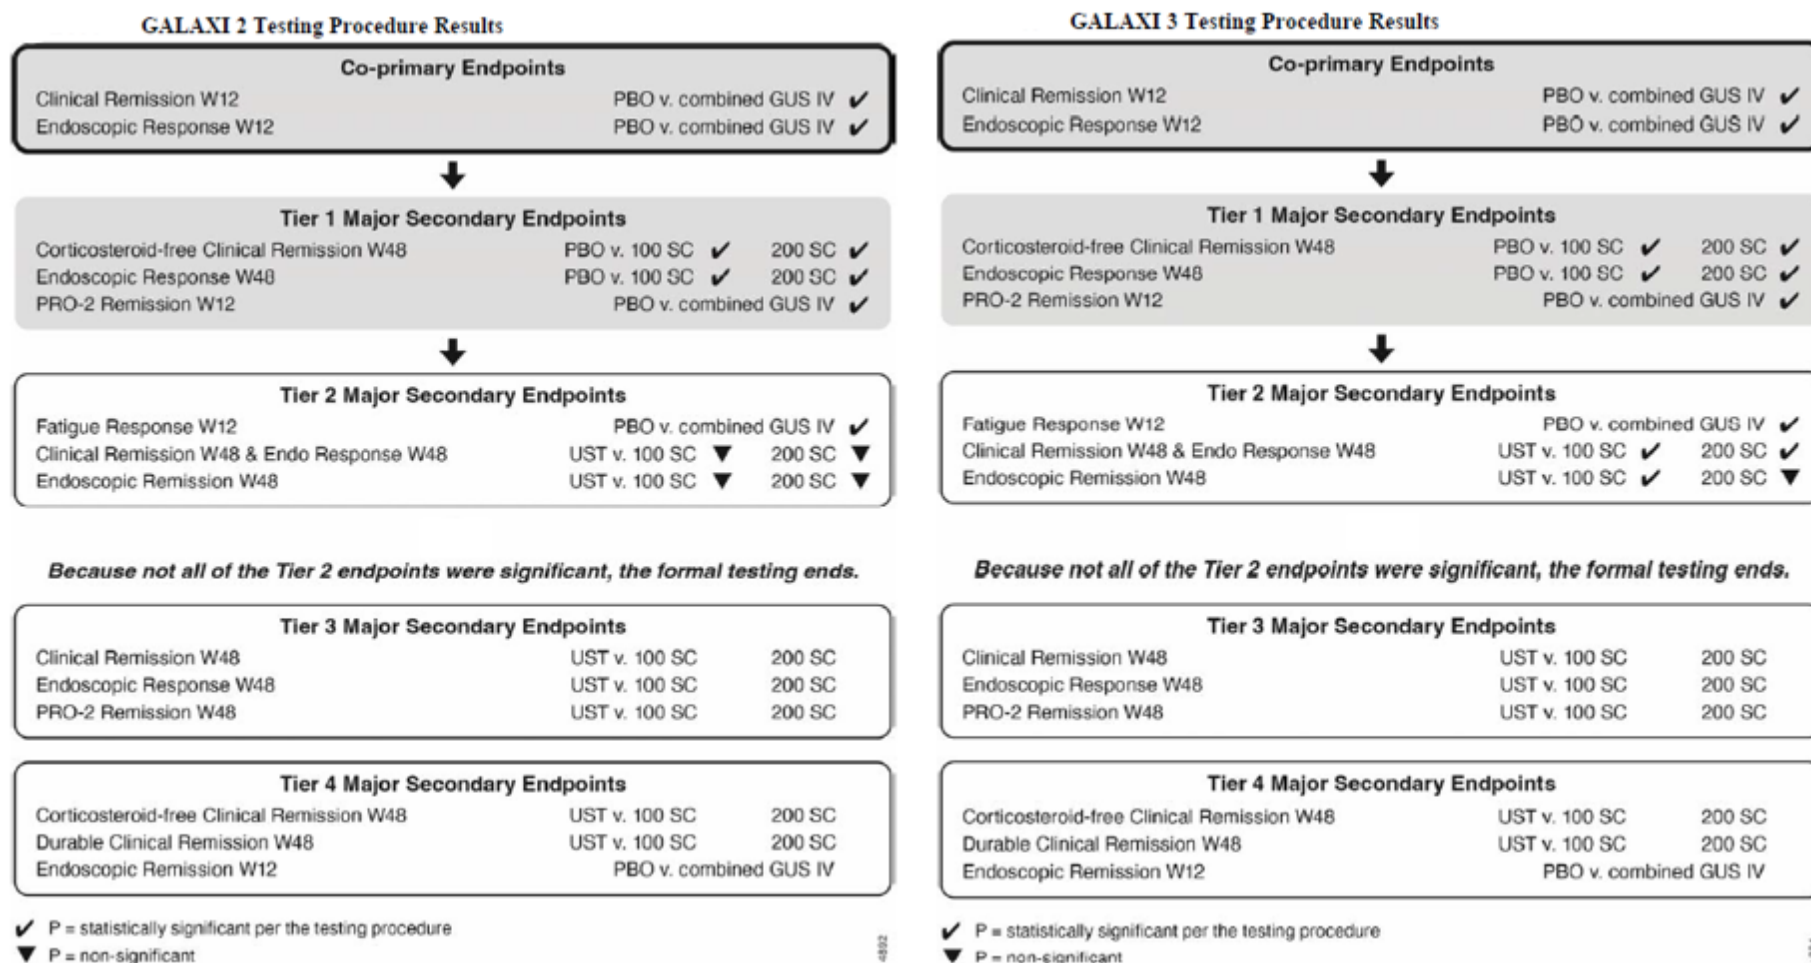 GALAXI 2 Testing Procedure Results
Co-primary Endpoints
Clinical Remission W12 PBO v. combined GUS IV ✔
Endoscopic Response W12 PBO v. combined GUS IV ✔
Tier 1 Major Secondary Endpoints
Corticosteroid-free Clinical Remission W48 PBO v. 100 SC ✔ 200 SC ✔
Endoscopic Response W48 PBO v. 100 SC ✔ 200 SC ✔
PRO-2 Remission W12 PBO v. combined GUS IV ✔
Tier 2 Major Secondary Endpoints
Fatigue Response W12 PBO v. combined GUS IV ✔
Clinical Remission W48 & Endo Response W48 UST v. 100 SC ▼ 200 SC ▼
Endoscopic Remission W48 UST v. 100 SC ▼ 200 SC ▼
Because not all of the Tier 2 endpoints were significant, the formal testing ends.
Tier 3 Major Secondary Endpoints
Clinical Remission W48 UST v. 100 SC 200 SC
Endoscopic Response W48 UST v. 100 SC 200 SC
PRO-2 Remission W48 UST v. 100 SC 200 SC
Tier 4 Major Secondary Endpoints
Corticosteroid-free Clinical Remission W48 UST v. 100 SC 200 SC
Durable Clinical Remission W48 UST v. 100 SC 200 SC
Endoscopic Remission W12 PBO v. combined GUS IV
✔ P = statistically significant per the testing procedure
▼ P = non-significant
4892
GALAXI 3 Testing Procedure Results
Co-primary Endpoints
Clinical Remission W12 PBO v. combined GUS IV ✔
Endoscopic Response W12 PBO v. combined GUS IV ✔
Tier 1 Major Secondary Endpoints
Corticosteroid-free Clinical Remission W48 PBO v. 100 SC ✔ 200 SC ✔
Endoscopic Response W48 PBO v. 100 SC ✔ 200 SC ✔
PRO-2 Remission W12 PBO v. combined GUS IV ✔
Tier 2 Major Secondary Endpoints
Fatigue Response W12 PBO v. combined GUS IV ✔
Clinical Remission W48 & Endo Response W48 UST v. 100 SC ✔ 200 SC ✔
Endoscopic Remission W48 UST v. 100 SC ✔ 200 SC ▼
Because not all of the Tier 2 endpoints were significant, the formal testing ends.
Tier 3 Major Secondary Endpoints
Clinical Remission W48 UST v. 100 SC 200 SC
Endoscopic Response W48 UST v. 100 SC 200 SC
PRO-2 Remission W48 UST v. 100 SC 200 SC
Tier 4 Major Secondary Endpoints
Corticosteroid-free Clinical Remission W48 UST v. 100 SC 200 SC
Durable Clinical Remission W48 UST v. 100 SC 200 SC
Endoscopic Remission W12 PBO v. combined GUS IV
✔ P = statistically significant per the testing procedure
▼ P = non-significant